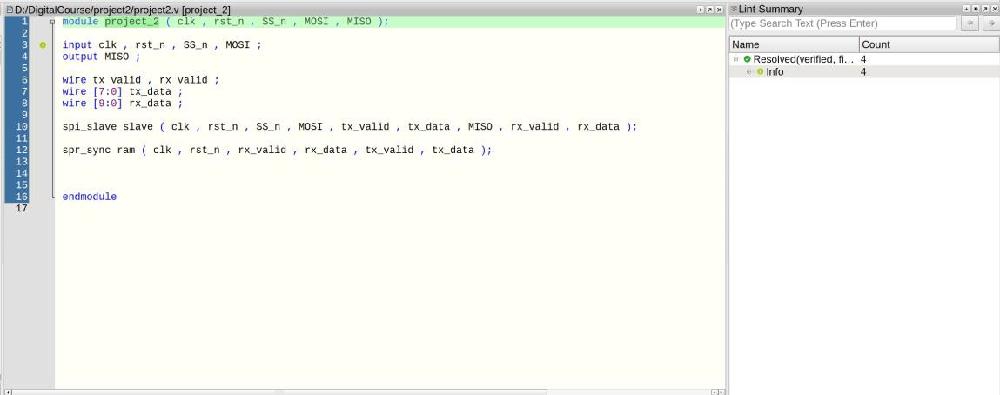 D:/DigitalCourse/project2/project2.v [project_2]
1 module project_2 ( clk , rst_n , SS_n , MOSI , MISO );
2
3 input clk , rst_n , SS_n , MOSI ;
4 output MISO ;
5
6 wire tx_valid , rx_valid ;
7 wire [7:0] tx_data ;
8 wire [9:0] rx_data ;
9
10 spi_slave slave ( clk , rst_n , SS_n , MOSI , tx_valid , tx_data , MISO , rx_valid , rx_data );
11
12 spr_sync ram ( clk , rst_n , rx_valid , rx_data , tx_valid , tx_data );
13
14
15
16 endmodule
17
Lint Summary
(Type Search Text (Press Enter)
Name Count
Resolved(verified, fi... 4
Info 4